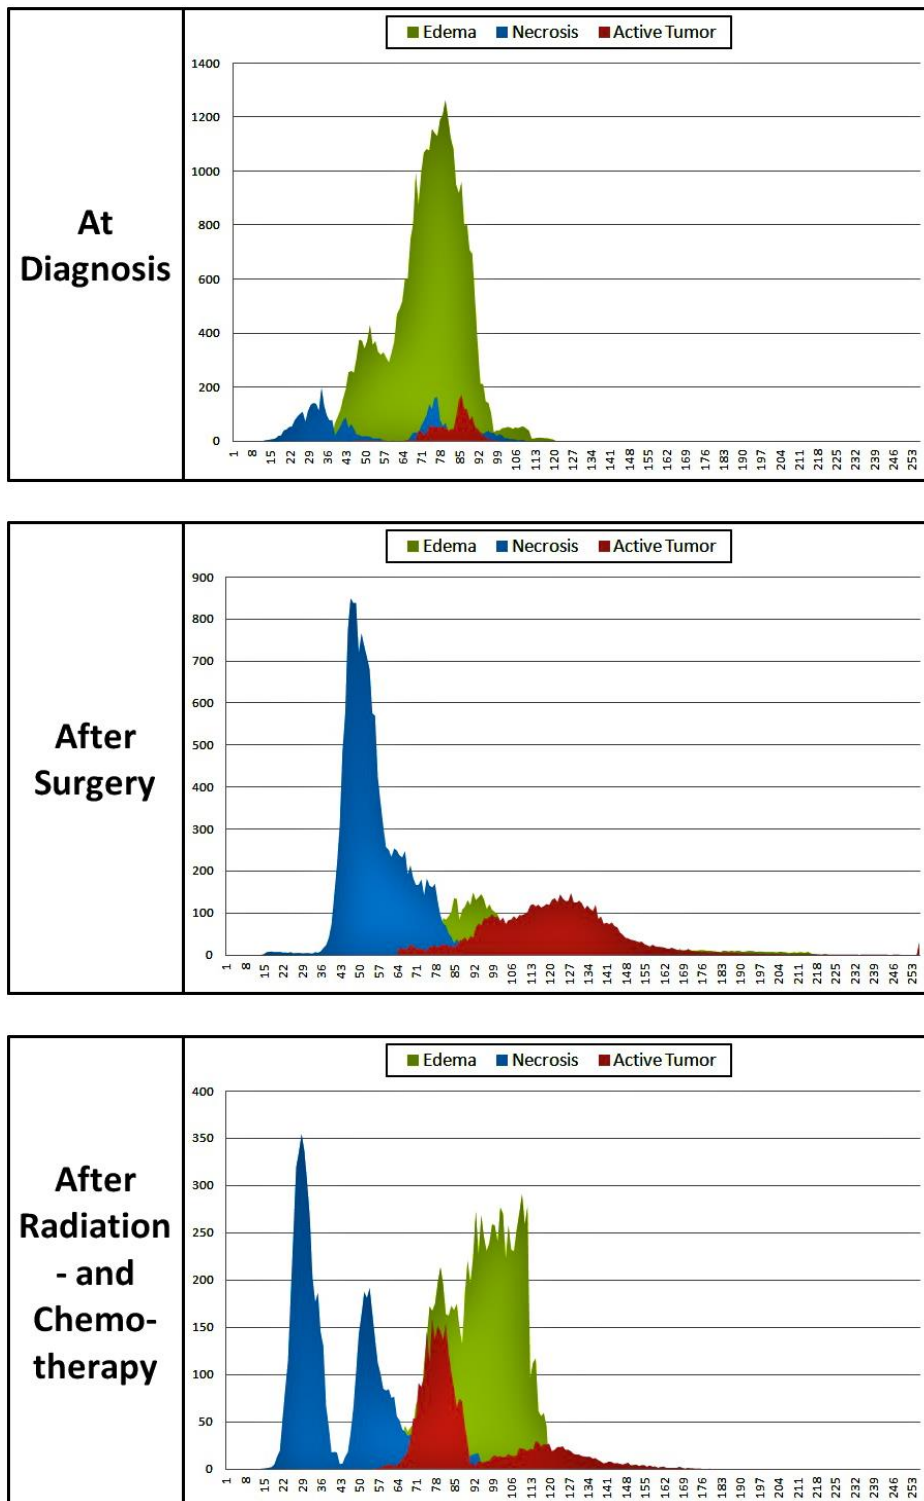 Edema Necrosis Active Tumor
At
Diagnosis
1400
1200
1000
800
600
400
200
0
1 8 15 22 29 36 43 50 57 64 71 78 85 92 99 106 113 120 127 134 141 148 155 162 169 176 183 190 197 204 211 218 225 232 239 246 253
Edema Necrosis Active Tumor
After
Surgery
900
800
700
600
500
400
300
200
100
0
1 8 15 22 29 36 43 50 57 64 71 78 85 92 99 106 113 120 127 134 141 148 155 162 169 176 183 190 197 204 211 218 225 232 239 246 253
Edema Necrosis Active Tumor
After
Radiation
- and
Chemo-
therapy
400
350
300
250
200
150
100
50
0
1 8 15 22 29 36 43 50 57 64 71 78 85 92 99 106 113 120 127 134 141 148 155 162 169 176 183 190 197 204 211 218 225 232 239 246 253